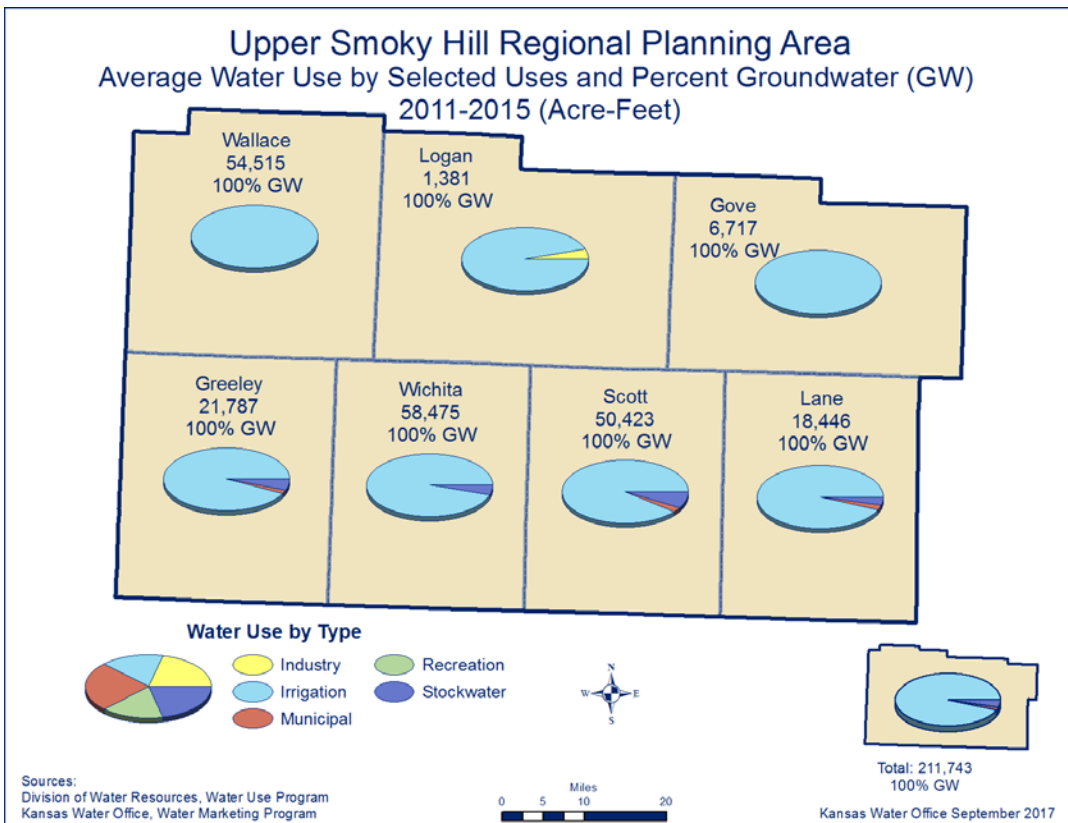 Upper Smoky Hill Regional Planning Area
Average Water Use by Selected Uses and Percent Groundwater (GW)
2011-2015 (Acre-Feet)
Wallace
54,515
100% GW
Logan
1,381
100% GW
Gove
6,717
100% GW
Greeley
21,787
100% GW
Wichita
58,475
100% GW
Scott
50,423
100% GW
Lane
18,446
100% GW
Water Use by Type
Industry
Irrigation
Municipal
Recreation
Stockwater
N
W E
S
Total: 211,743
100% GW
Sources:
Division of Water Resources, Water Use Program
Kansas Water Office, Water Marketing Program
Miles
0 5 10 20
Kansas Water Office September 2017